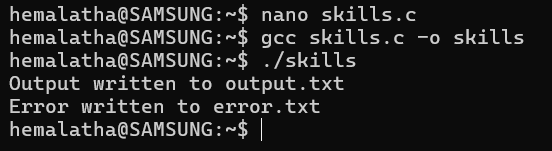 hemalatha@SAMSUNG:~$ nano skills.c
hemalatha@SAMSUNG:~$ gcc skills.c -o skills
hemalatha@SAMSUNG:~$ ./skills
Output written to output.txt
Error written to error.txt
hemalatha@SAMSUNG:~$